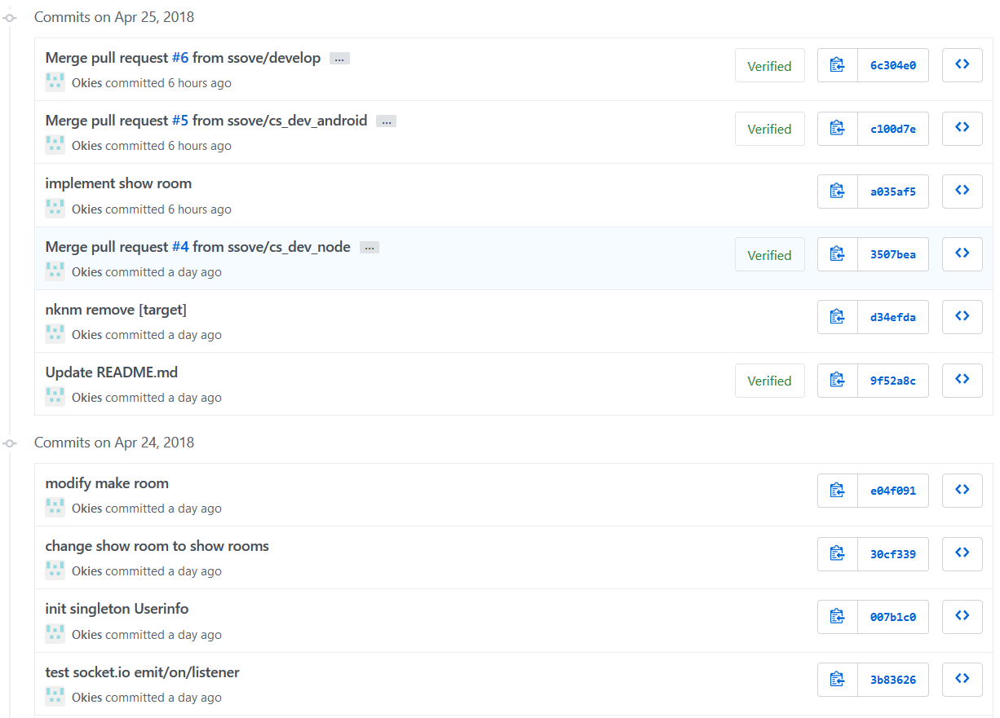 Commits on Apr 25, 2018
Merge pull request #6 from ssove/develop ...
Verified 6c304e0
Okies committed 6 hours ago
Merge pull request #5 from ssove/cs_dev_android ...
Verified c100d7e
Okies committed 6 hours ago
implement show room
a035af5
Okies committed 6 hours ago
Merge pull request #4 from ssove/cs_dev_node ...
Verified 3507bea
Okies committed a day ago
nknm remove [target]
d34efda
Okies committed a day ago
Update README.md
Verified 9f52a8c
Okies committed a day ago
Commits on Apr 24, 2018
modify make room
e04f091
Okies committed a day ago
change show room to show rooms
30cf339
Okies committed a day ago
init singleton Userinfo
007b1c0
Okies committed a day ago
test socket.io emit/on/listener
3b83626
Okies committed a day ago